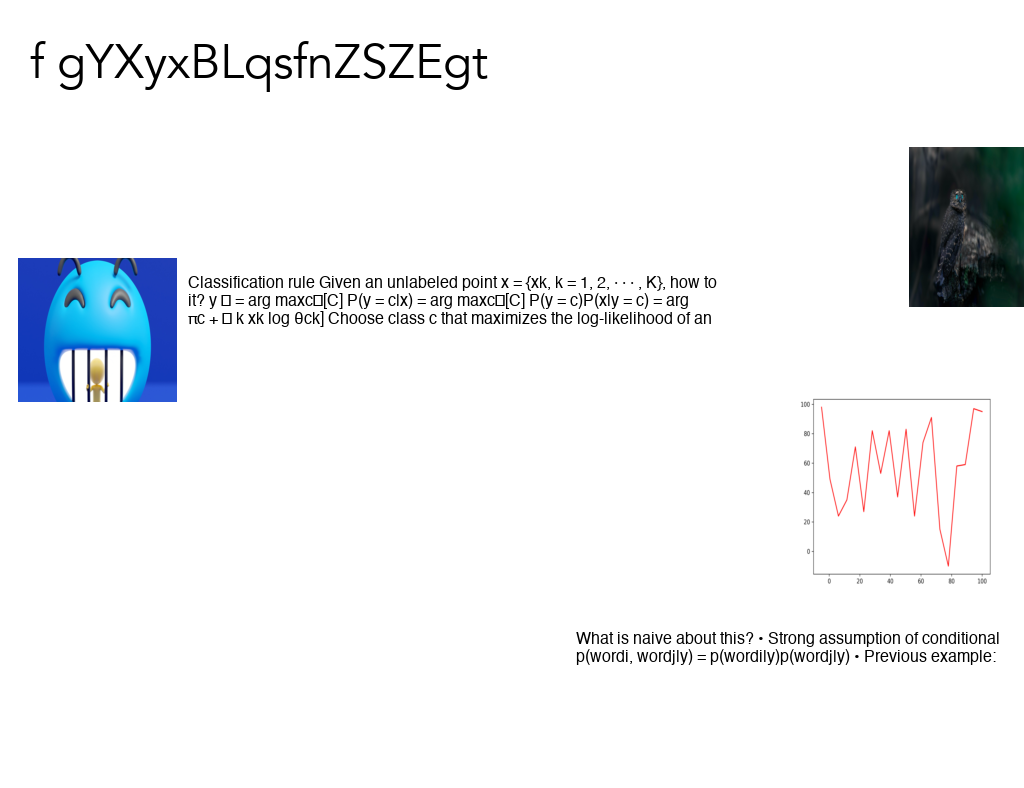 f gYXyxBLqsfnZSZEgt
Classification rule Given an unlabeled point x = {xk, k = 1, 2, · · · , K}, how to
it? y □ = arg maxc□[C] P(y = c|x) = arg maxc□[C] P(y = c)P(x|y = c) = arg
πc + □ k xk log θck] Choose class c that maximizes the log-likelihood of an
100
80
60
40
20
0
0 20 40 60 80 100
What is naive about this? • Strong assumption of conditional
p(wordi, wordj|y) = p(wordi|y)p(wordj|y) • Previous example: